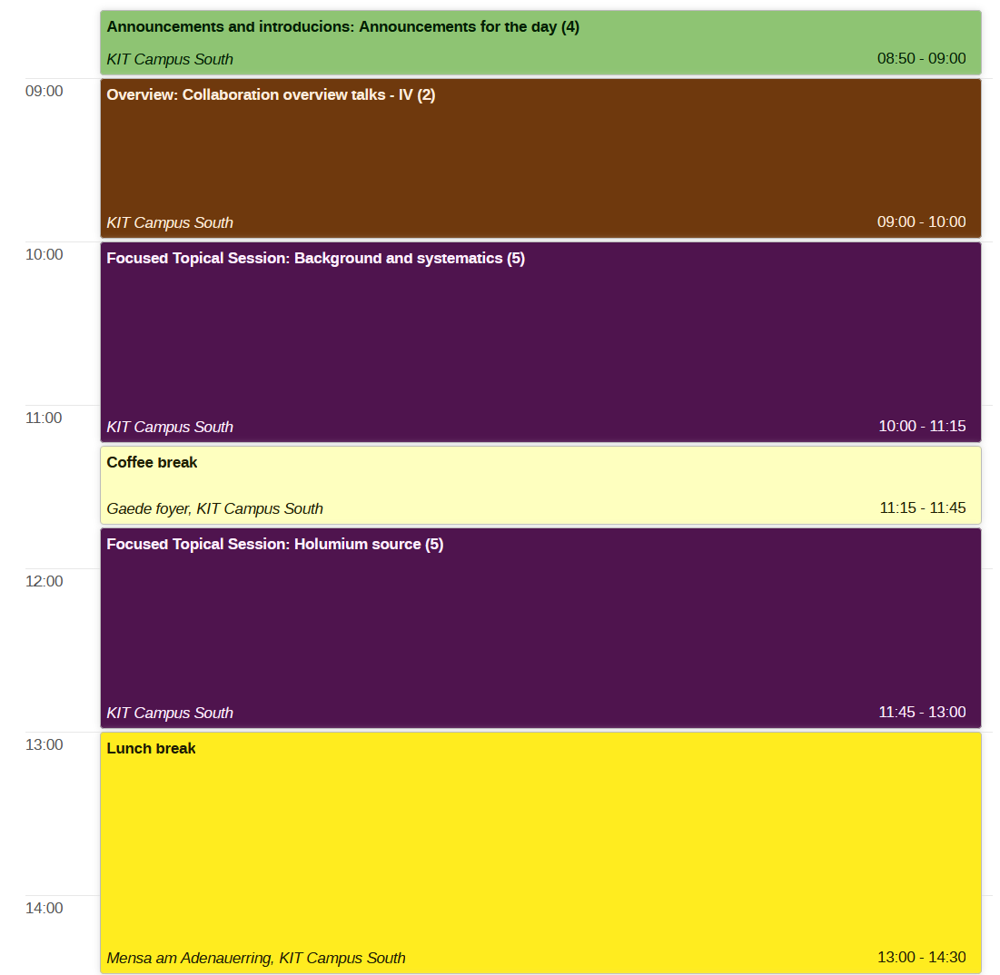 Announcements and introducions: Announcements for the day (4)
KIT Campus South 08:50 - 09:00
09:00
Overview: Collaboration overview talks - IV (2)
KIT Campus South 09:00 - 10:00
10:00
Focused Topical Session: Background and systematics (5)
11:00
KIT Campus South 10:00 - 11:15
Coffee break
Gaede foyer, KIT Campus South 11:15 - 11:45
Focused Topical Session: Holumium source (5)
12:00
KIT Campus South 11:45 - 13:00
13:00
Lunch break
14:00
Mensa am Adenauerring, KIT Campus South 13:00 - 14:30